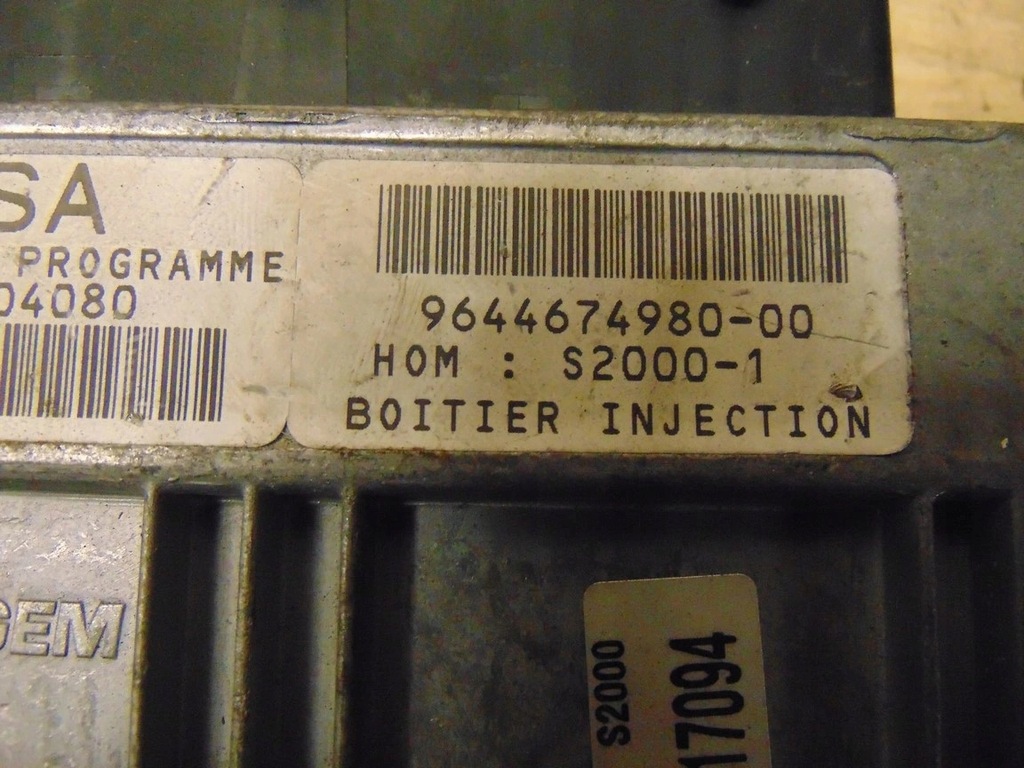 SA
PROGRAMME
04080
9644674980-00
HOM : S2000-1
BOITIER INJECTION
GEM
S2000
17094